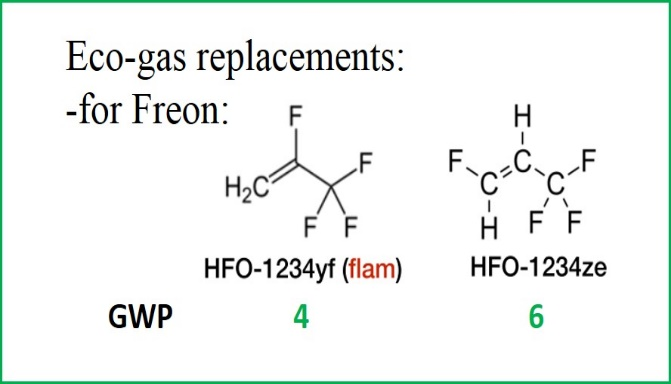 Eco-gas replacements:
-for Freon:
F
F
H₂C
F F
H
F C F
C C
H F F
HFO-1234yf (flam) HFO-1234ze
GWP 4 6